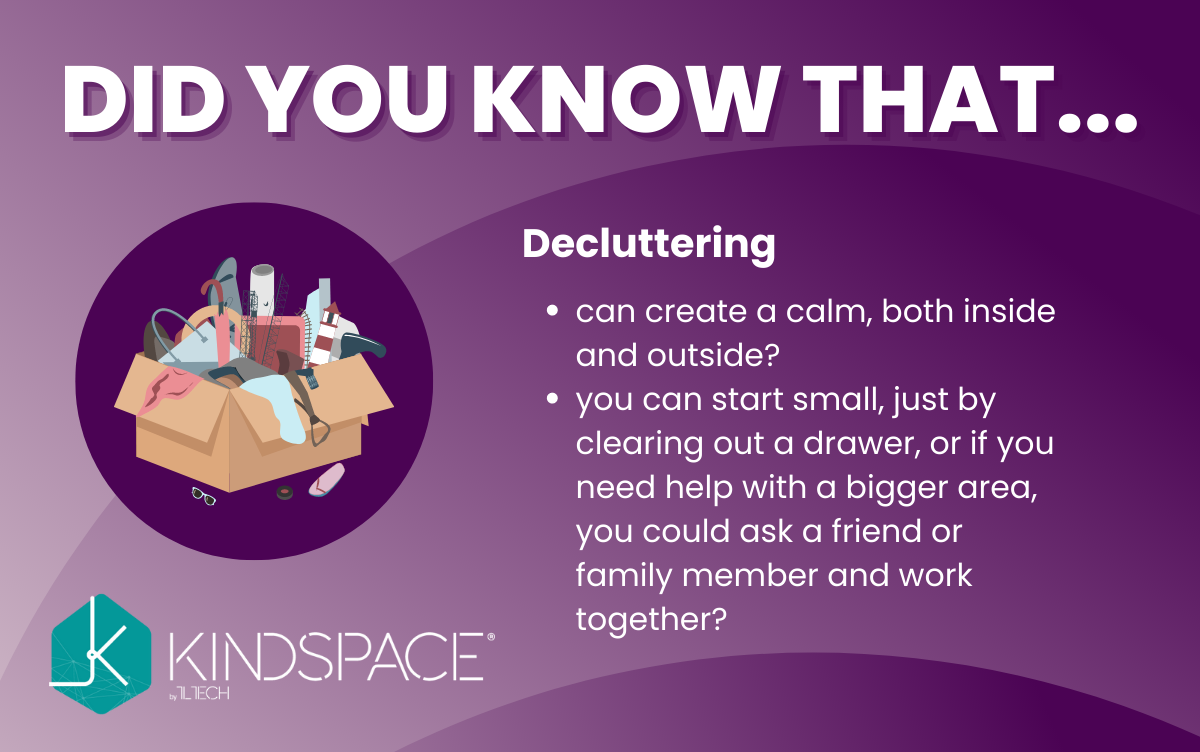 DID YOU KNOW THAT...
Decluttering
• can create a calm, both inside
and outside?
• you can start small, just by
clearing out a drawer, or if you
need help with a bigger area,
you could ask a friend or
family member and work
together?
KINDSPACE®
by 1LTECH